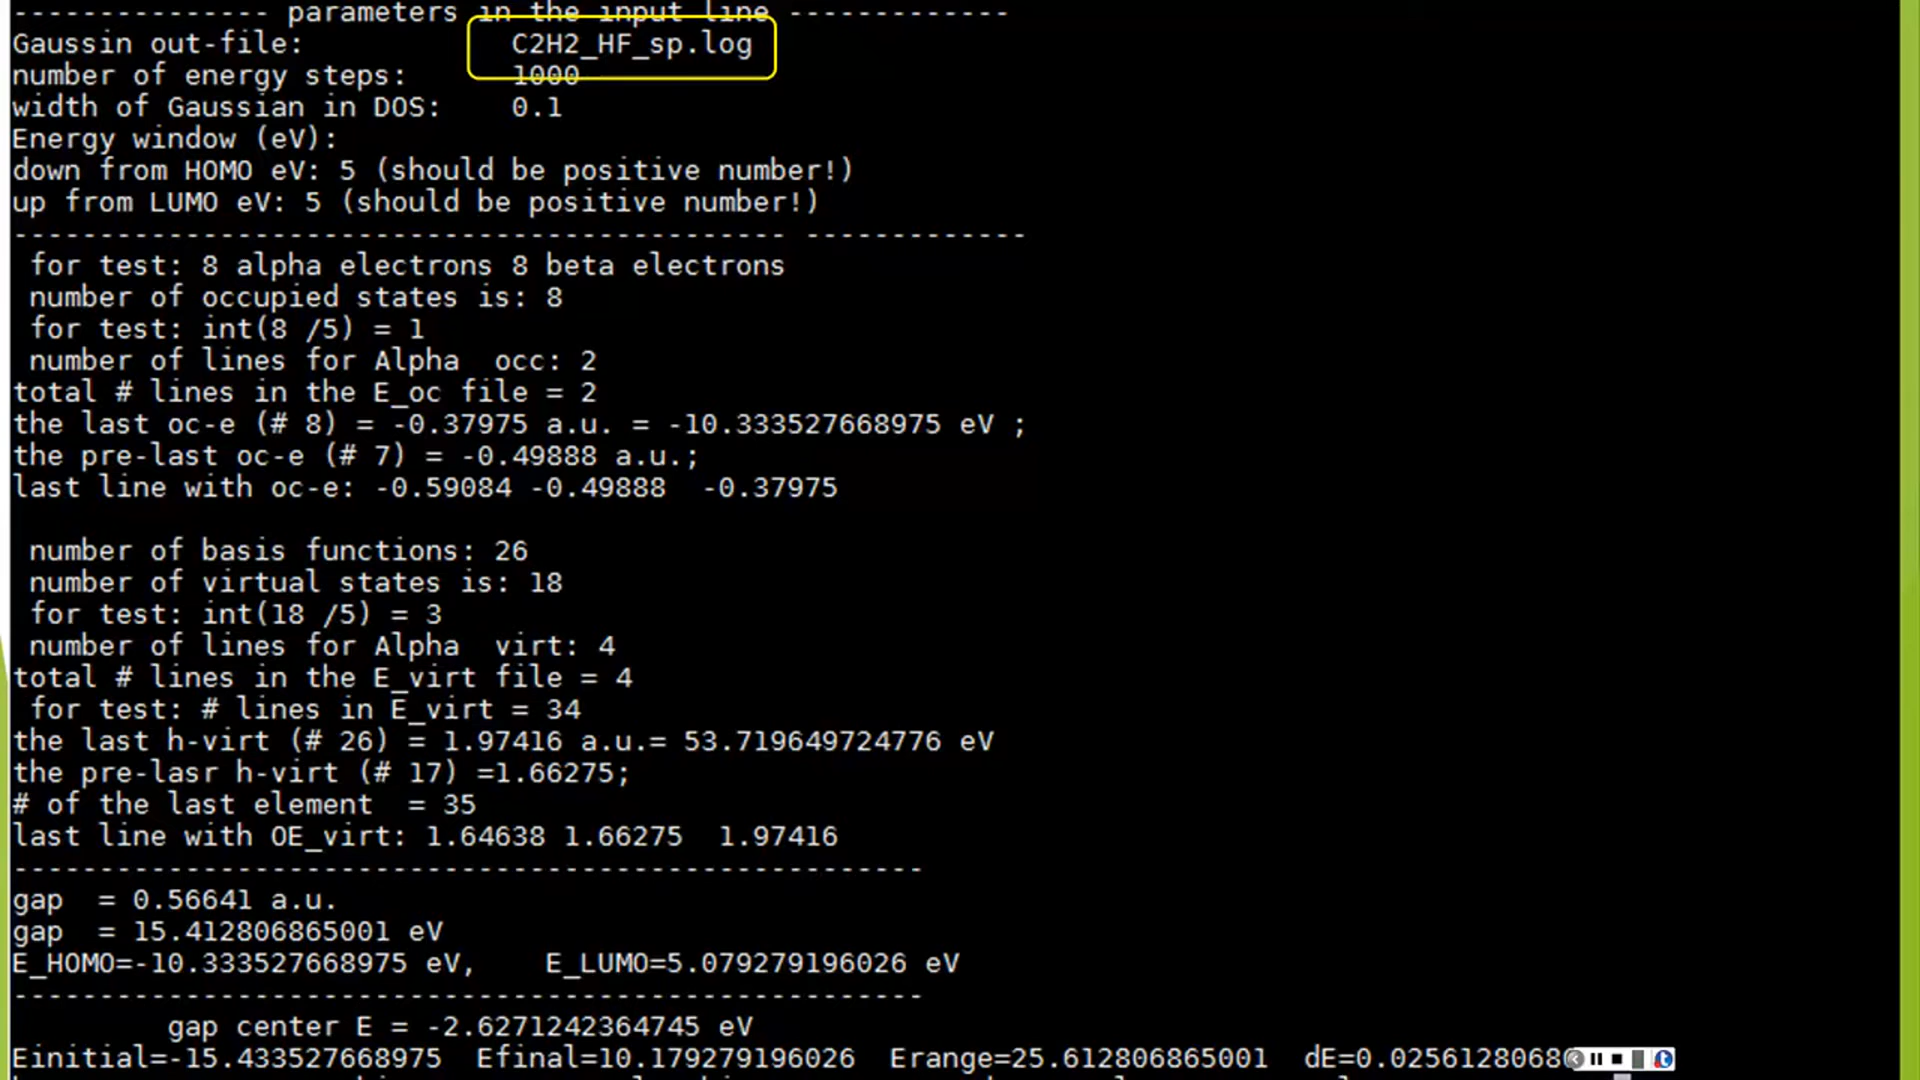 --------------- parameters in the input line -------------
Gaussin out-file: C2H2_HF_sp.log
number of energy steps: 1000
width of Gaussian in DOS: 0.1
Energy window (eV):
down from HOMO eV: 5 (should be positive number!)
up from LUMO eV: 5 (should be positive number!)
--------------------------------------------- -------------
for test: 8 alpha electrons 8 beta electrons
number of occupied states is: 8
for test: int(8 /5) = 1
number of lines for Alpha  occ: 2
total # lines in the E_oc file = 2
the last oc-e (# 8) = -0.37975 a.u. = -10.333527668975 eV ;
the pre-last oc-e (# 7) = -0.49888 a.u.;
last line with oc-e: -0.59084 -0.49888  -0.37975
number of basis functions: 26
number of virtual states is: 18
for test: int(18 /5) = 3
number of lines for Alpha  virt: 4
total # lines in the E_virt file = 4
for test: # lines in E_virt = 34
the last h-virt (# 26) = 1.97416 a.u.= 53.719649724776 eV
the pre-lasr h-virt (# 17) =1.66275;
# of the last element  = 35
last line with OE_virt: 1.64638 1.66275  1.97416
-----------------------------------------------------
gap  = 0.56641 a.u.
gap  = 15.412806865001 eV
E_HOMO=-10.333527668975 eV,    E_LUMO=5.079279196026 eV
-----------------------------------------------------
gap center E = -2.6271242364745 eV
Einitial=-15.433527668975  Efinal=10.179279196026  Erange=25.612806865001  dE=0.0256128068